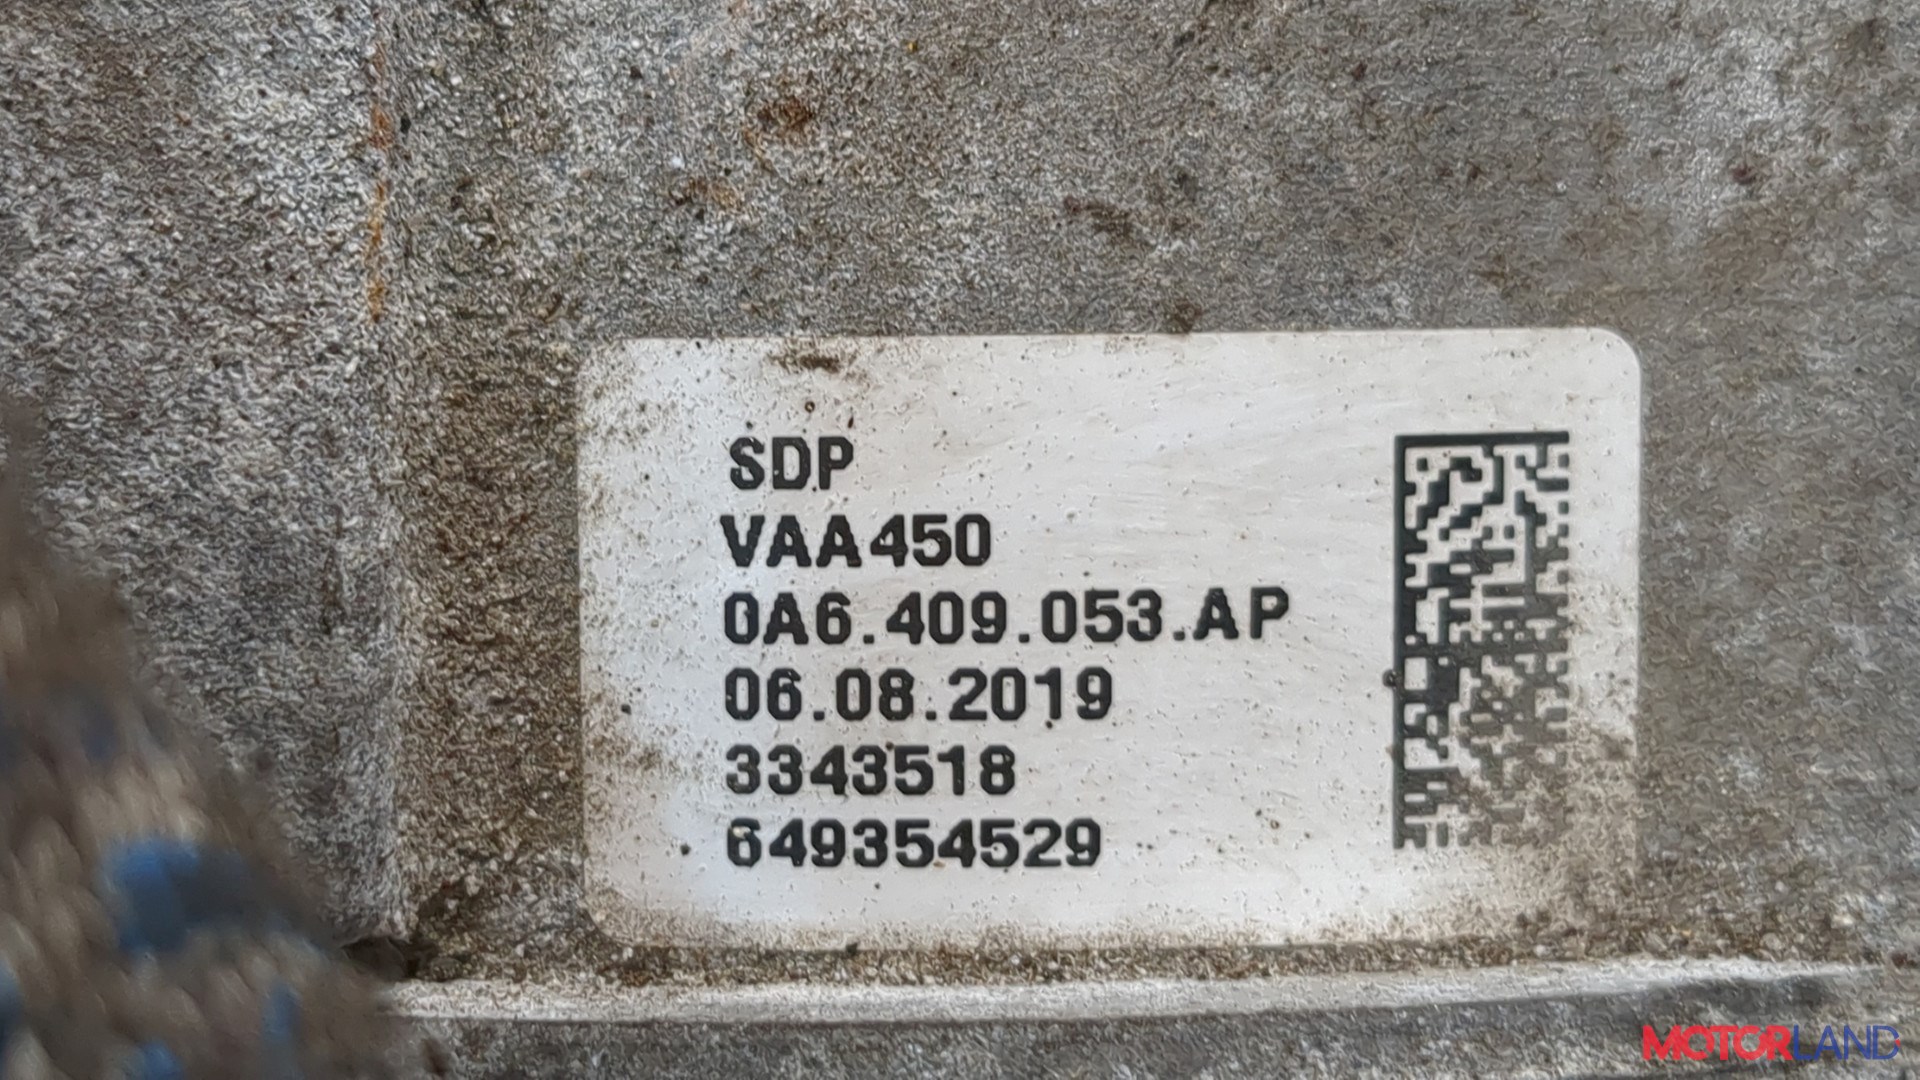 SDP
VAA450
0A6.409.053.AP
06.08.2019
3343518
649354529
MOTORLAND